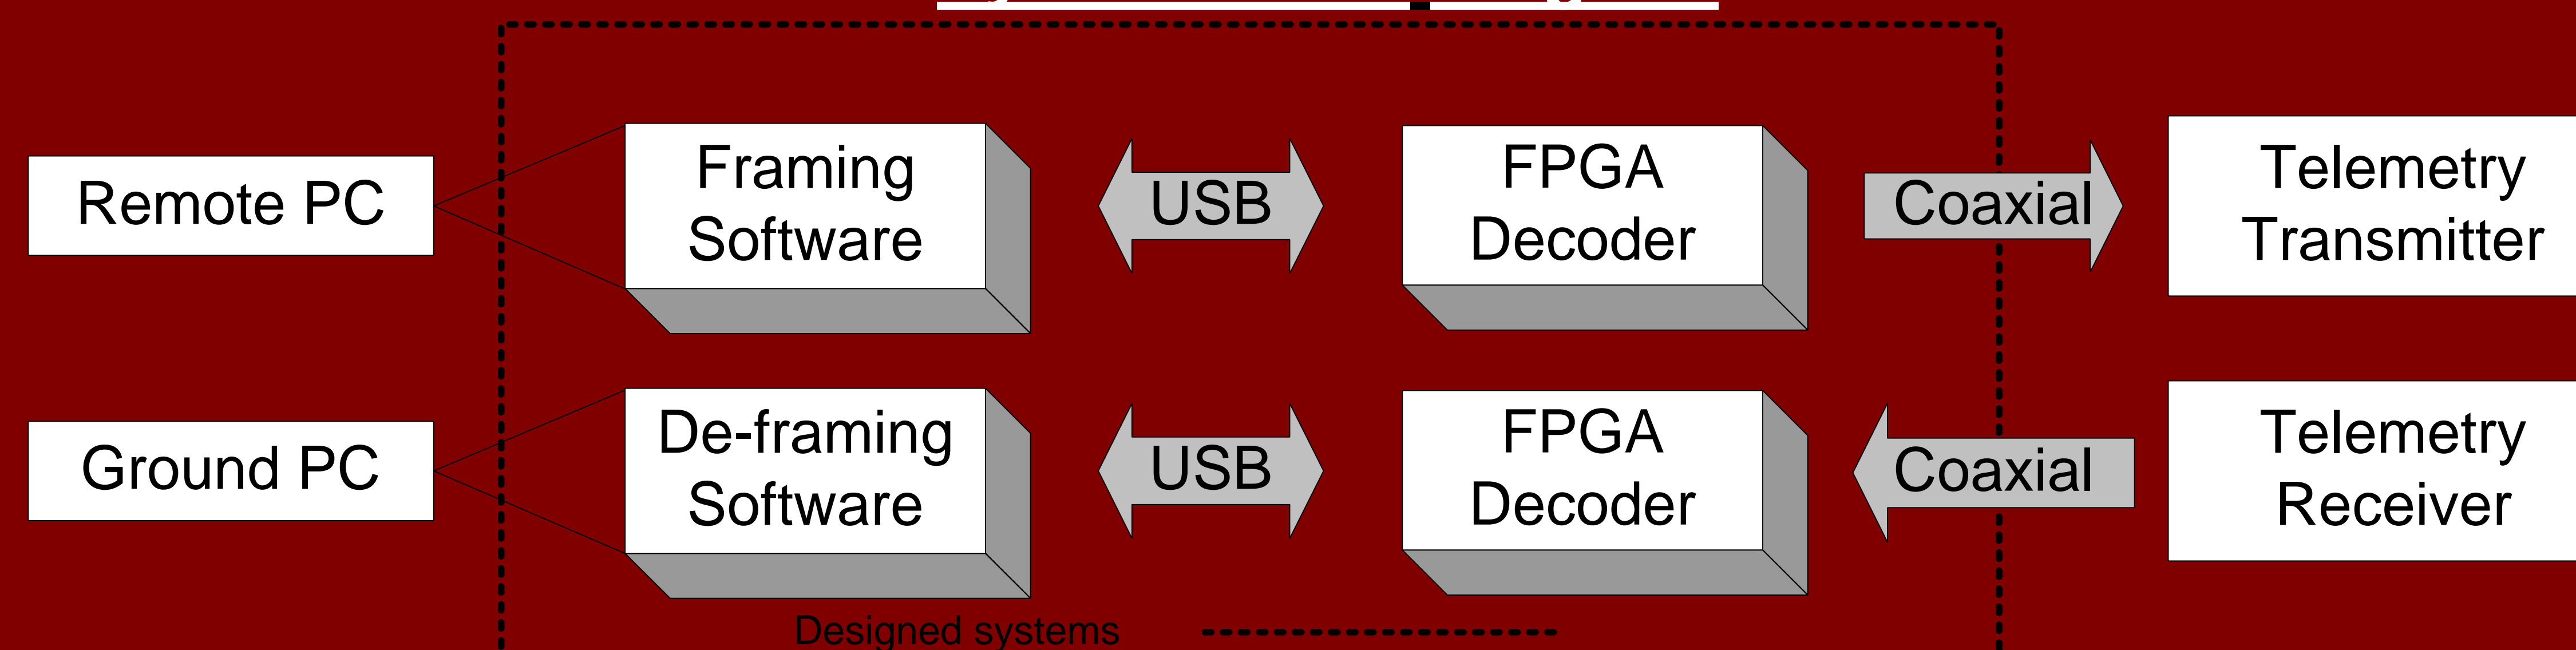 Remote PC
Framing
Software
USB
FPGA
Decoder
Coaxial
Telemetry
Transmitter
Ground PC
De-framing
Software
USB
FPGA
Decoder
Coaxial
Telemetry
Receiver
Designed systems